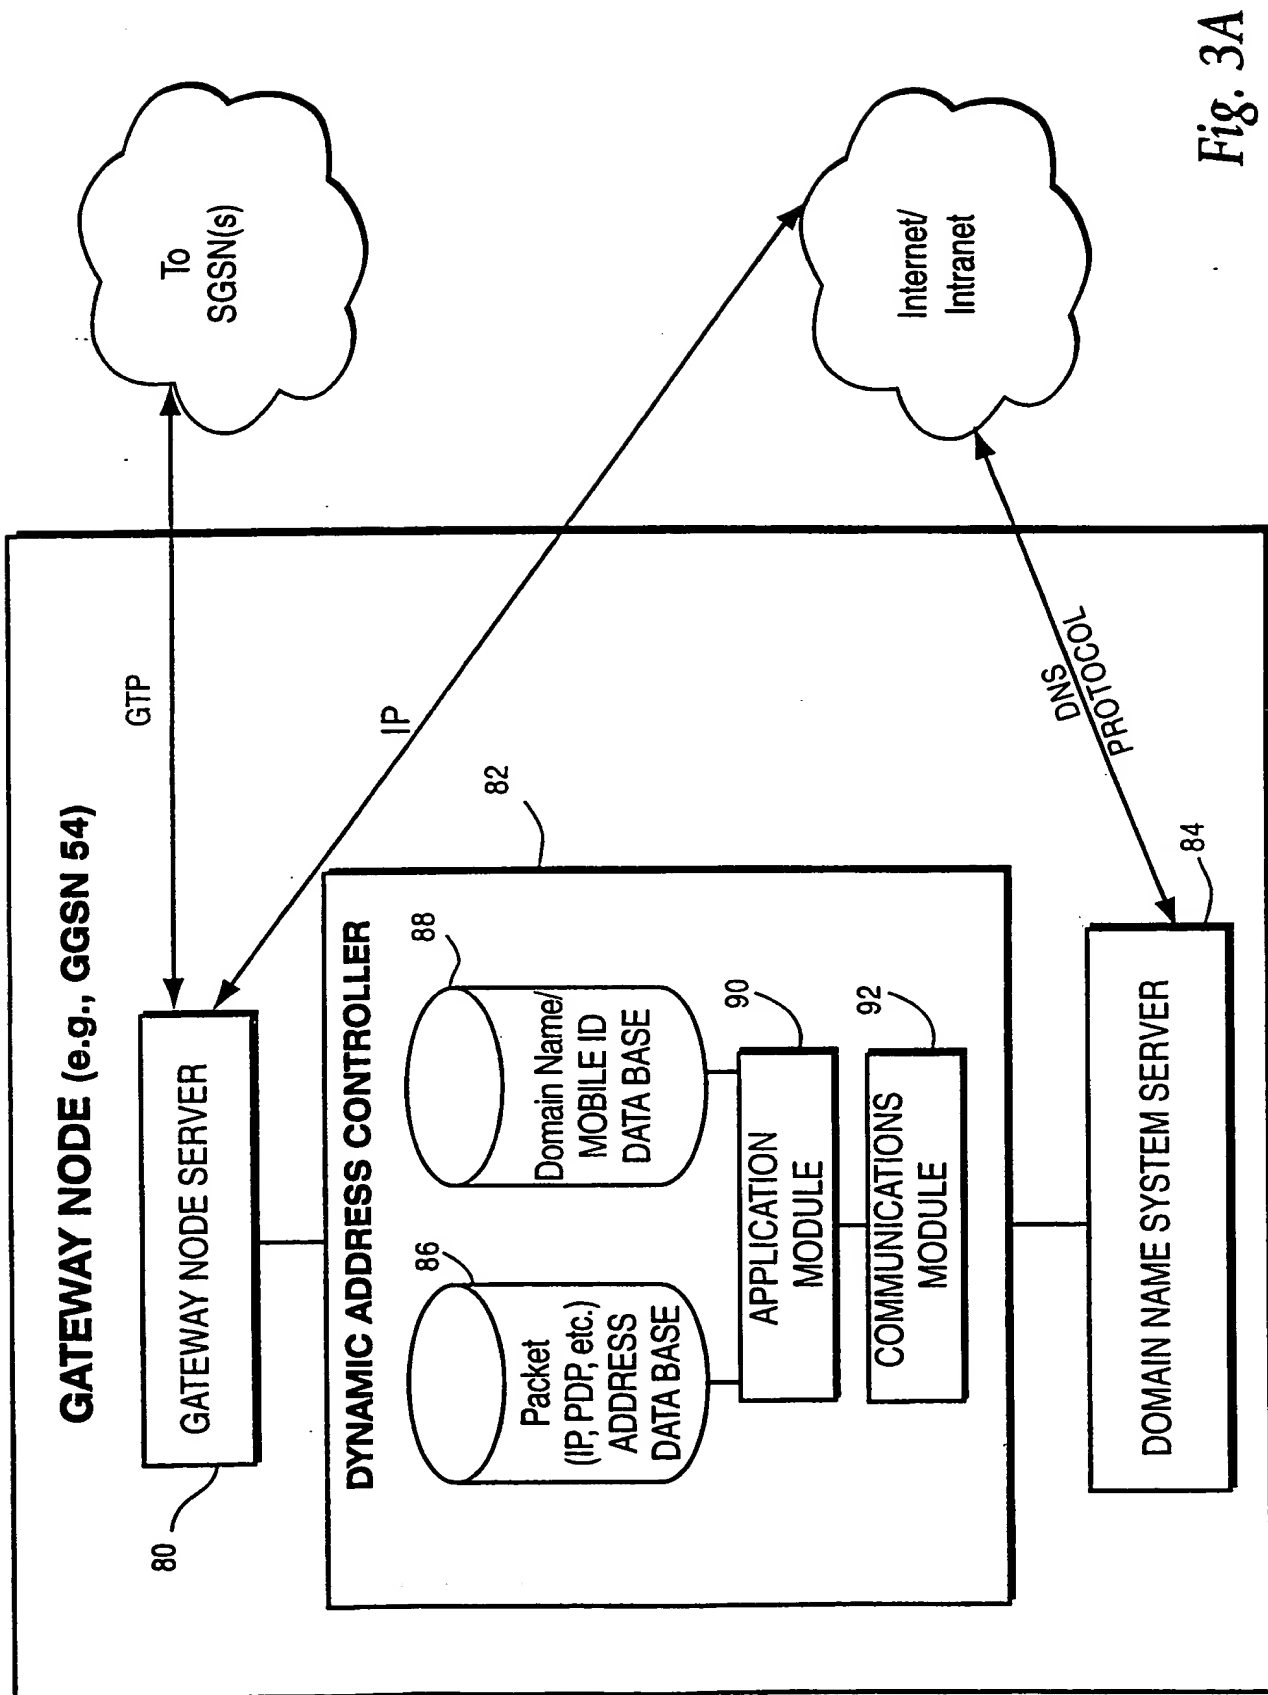 GATEWAY NODE (e.g., GGSN 54)
80
GATEWAY NODE SERVER
GTP
To
SGSN(s)
IP
82
DYNAMIC ADDRESS CONTROLLER
86
Packet
(IP, PDP, etc.)
ADDRESS
DATA BASE
88
Domain Name/
MOBILE ID
DATA BASE
90
APPLICATION
MODULE
92
COMMUNICATIONS
MODULE
DNS
PROTOCOL
Internet/
Intranet
84
DOMAIN NAME SYSTEM SERVER
Fig. 3A